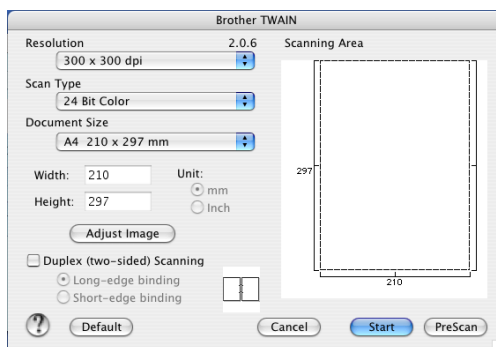 Brother TWAIN
Resolution 2.0.6
300 x 300 dpi
Scan Type
24 Bit Color
Document Size
A4 210 x 297 mm
Width: 210
Height: 297
Unit:
mm
Inch
Adjust Image
Duplex (two-sided) Scanning
Long-edge binding
Short-edge binding
? Default
Scanning Area
297
210
Cancel Start PreScan